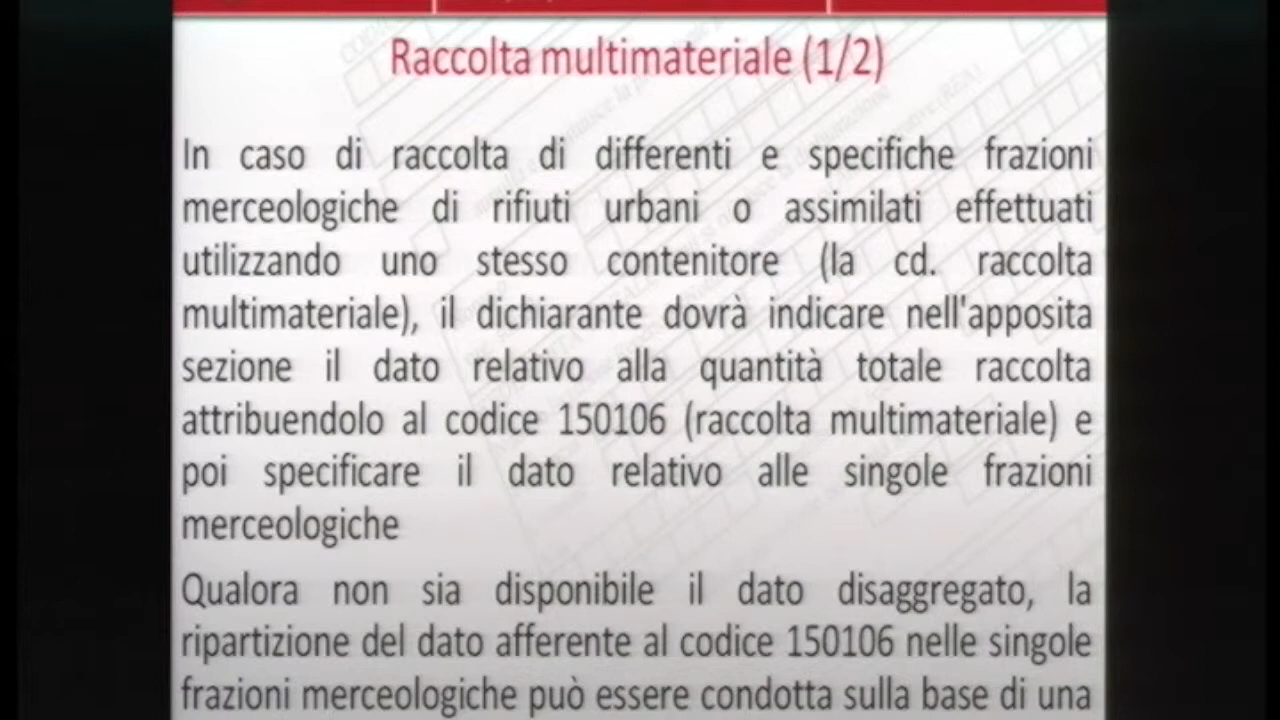 Raccolta multimateriale (1/2)
In caso di raccolta di differenti e specifiche frazioni
merceologiche di rifiuti urbani o assimilati effettuati
utilizzando uno stesso contenitore (la cd. raccolta
multimateriale), il dichiarante dovrà indicare nell'apposita
sezione il dato relativo alla quantità totale raccolta
attribuendolo al codice 150106 (raccolta multimateriale) e
poi specificare il dato relativo alle singole frazioni
merceologiche
Qualora non sia disponibile il dato disaggregato, la
ripartizione del dato afferente al codice 150106 nelle singole
frazioni merceologiche può essere condotta sulla base di una